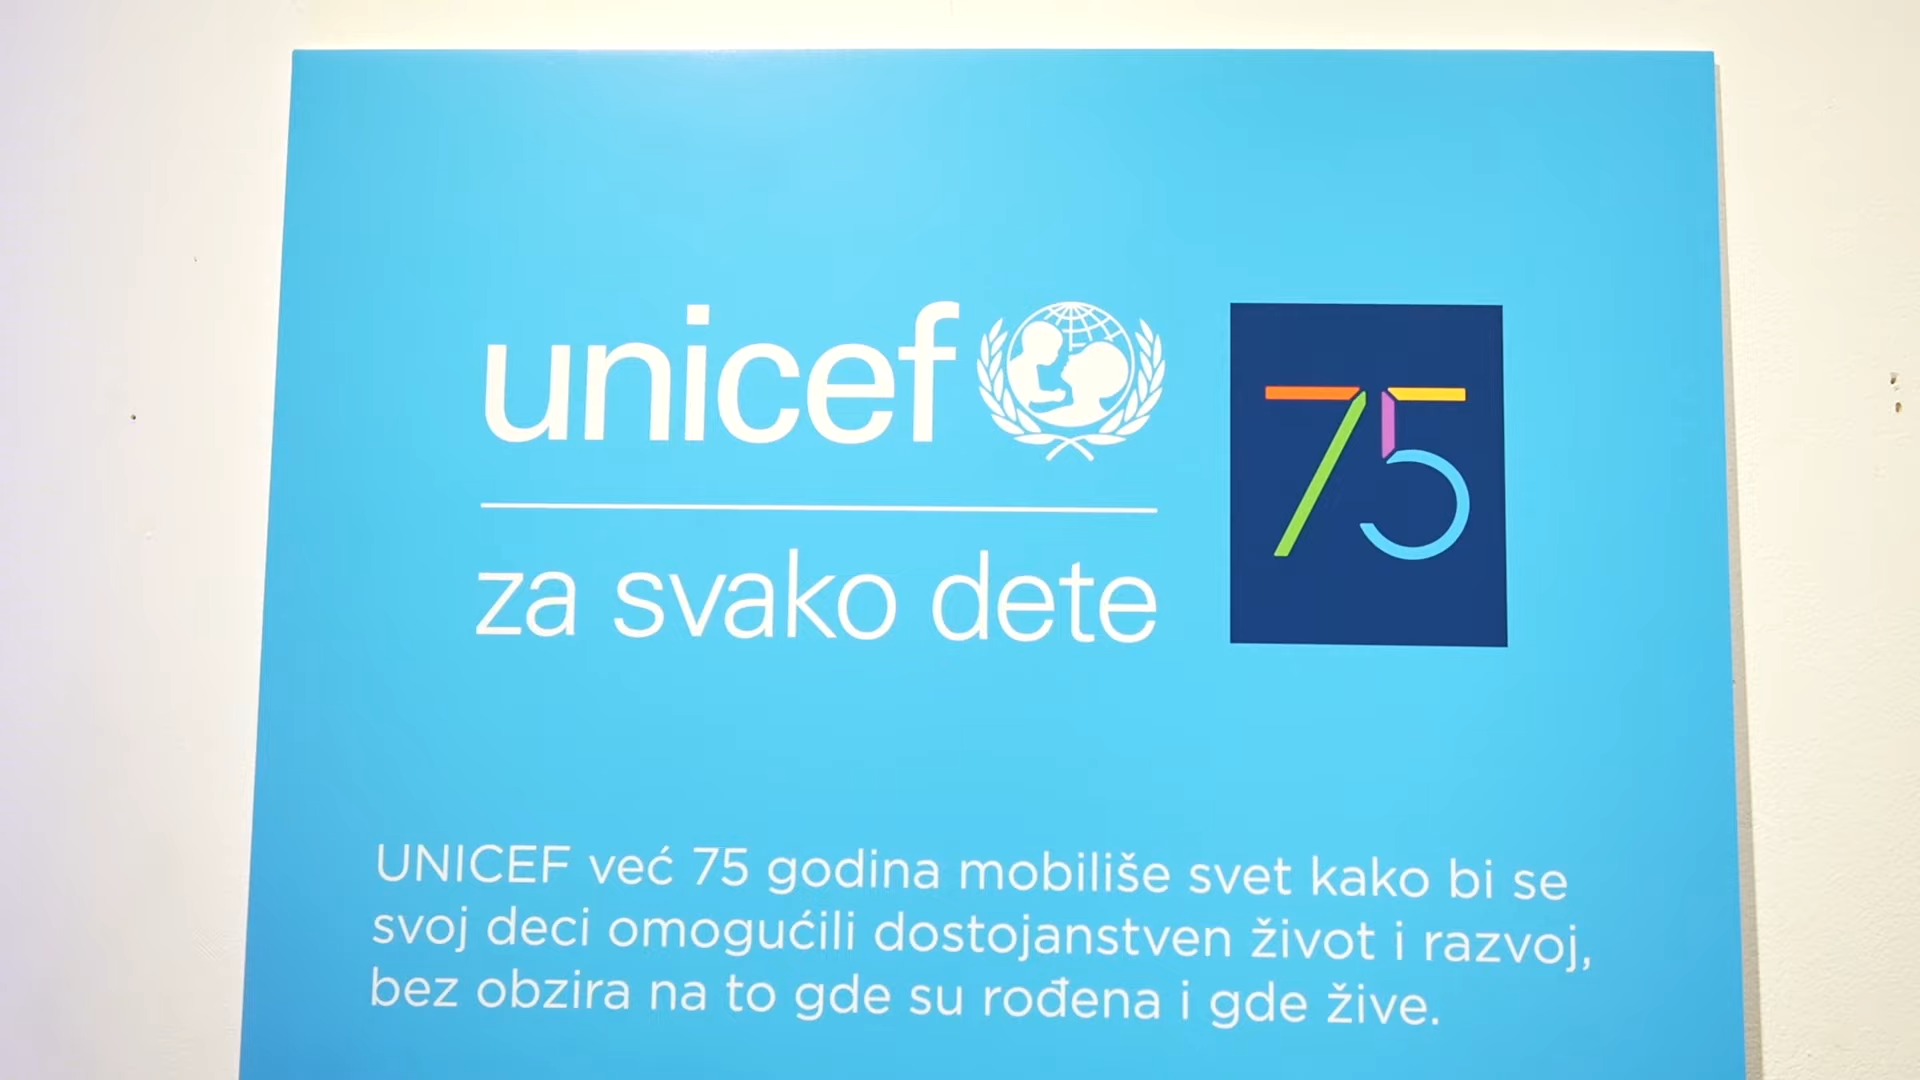 unicef
za svako dete
75
UNICEF već 75 godina mobiliše svet kako bi se
svoj deci omogućili dostojanstven život i razvoj,
bez obzira na to gde su rođena i gde žive.